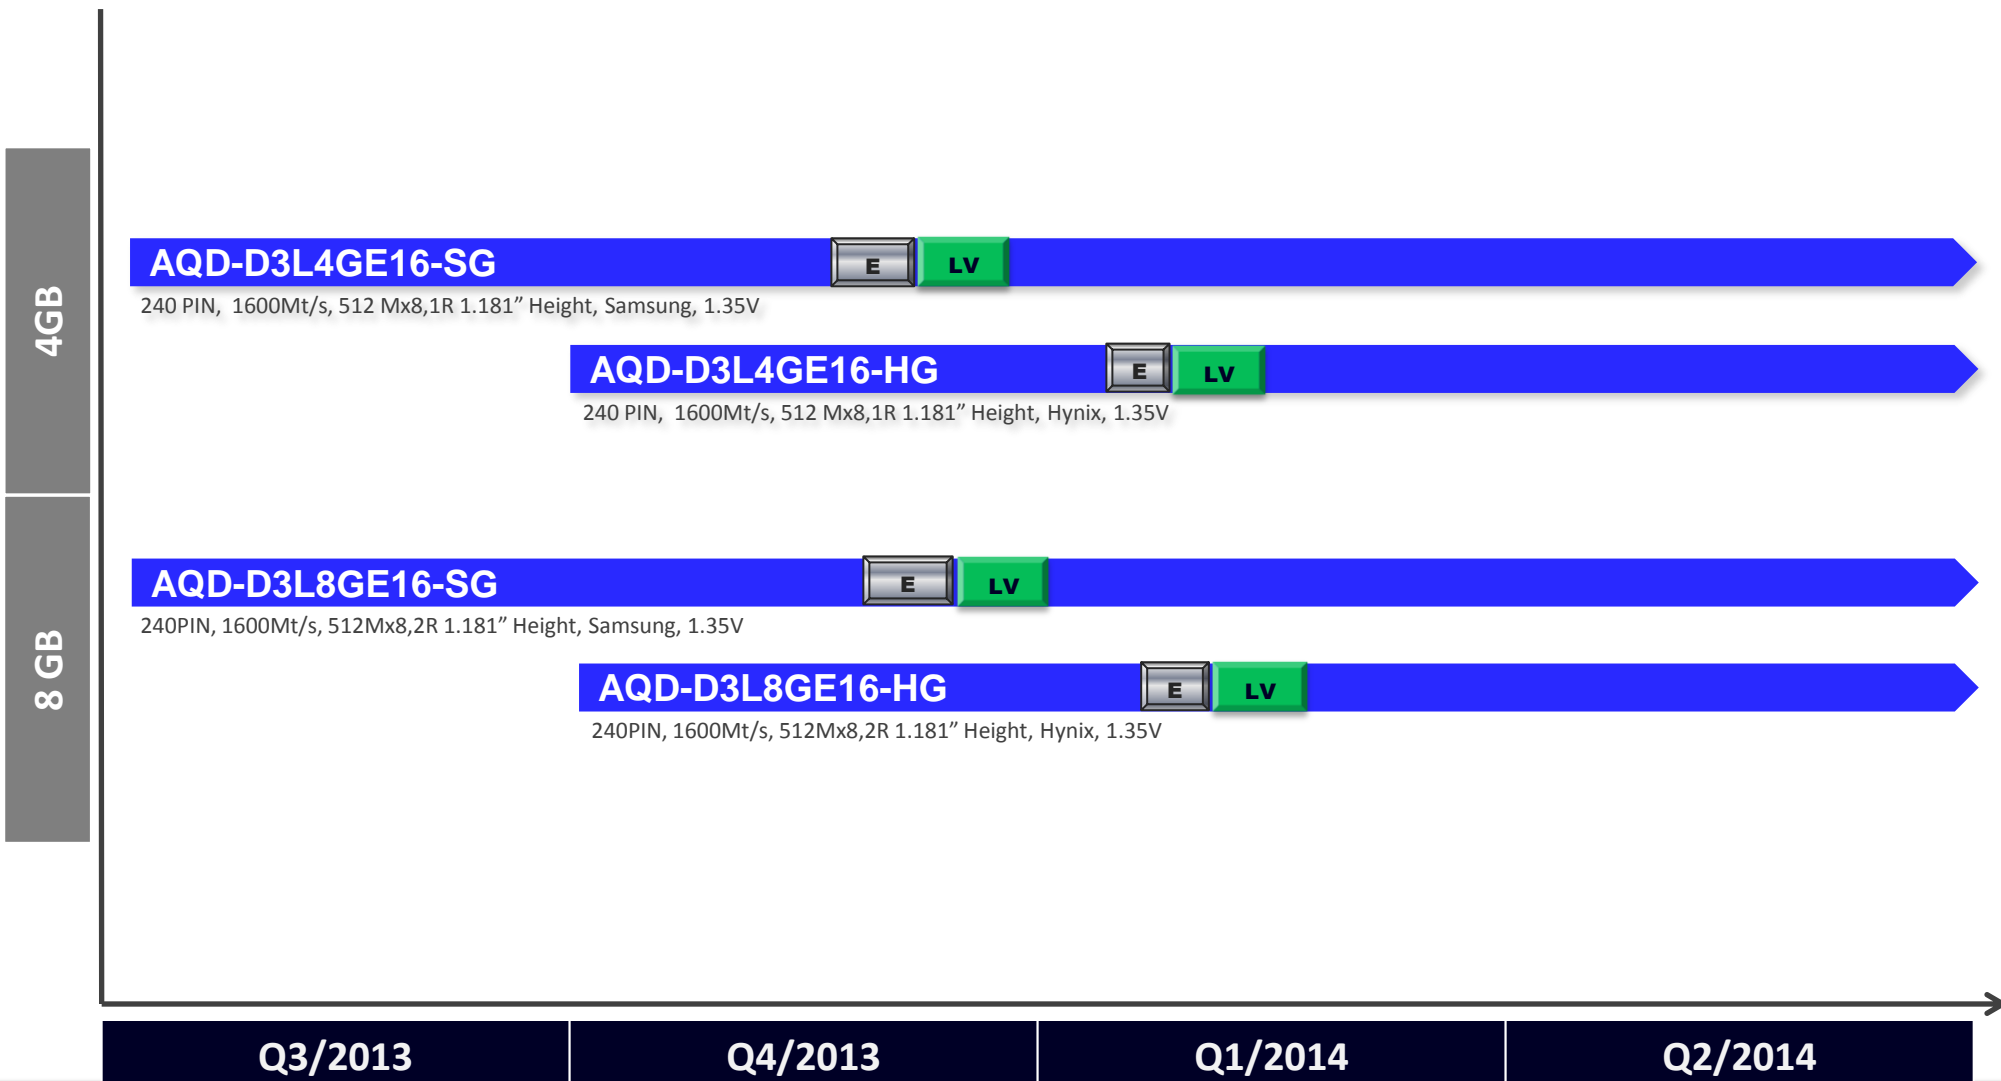 4GB
AQD-D3L4GE16-SG E LV
240 PIN,  1600Mt/s, 512 Mx8,1R 1.181” Height, Samsung, 1.35V
AQD-D3L4GE16-HG E LV
240 PIN,  1600Mt/s, 512 Mx8,1R 1.181” Height, Hynix, 1.35V
8 GB
AQD-D3L8GE16-SG E LV
240PIN, 1600Mt/s, 512Mx8,2R 1.181” Height, Samsung, 1.35V
AQD-D3L8GE16-HG E LV
240PIN, 1600Mt/s, 512Mx8,2R 1.181” Height, Hynix, 1.35V
Q3/2013 Q4/2013 Q1/2014 Q2/2014